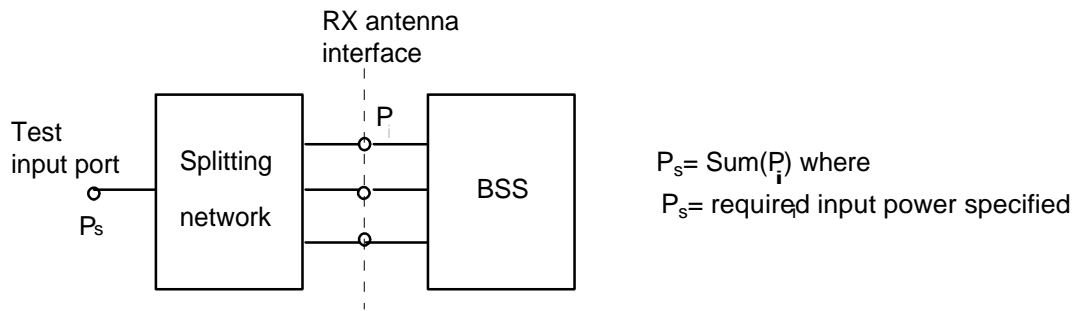 RX antenna
interface
Test
input port
Ps
Splitting
network
Pi
BSS
Ps= Sum(Pi) where
Ps= required input power specified